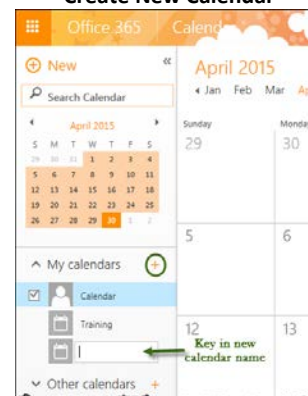 Create New Calendar
Office 365 Calend
New
Search Calendar
April 2015
S M T W T F S
29 30 31 1 2 3 4
5 6 7 8 9 10 11
12 13 14 15 16 17 18
19 20 21 22 23 24 25
26 27 28 29 30 1 2
My calendars
Calendar
Training
Other calendars
April 2015
Jan Feb Mar Ap
Sunday Monda
29 30
5 6
12 13
Key in new
calendar name